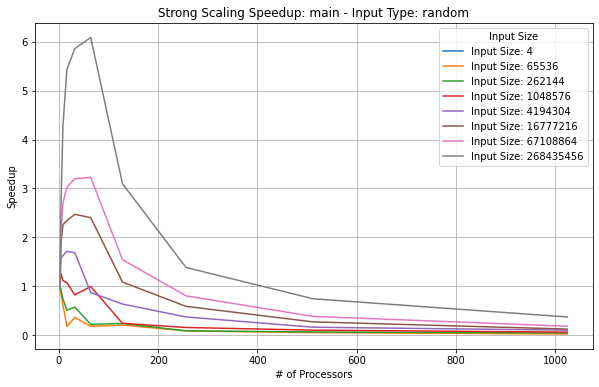 Strong Scaling Speedup: main - Input Type: random
Input Size
Input Size: 4
Input Size: 65536
Input Size: 262144
Input Size: 1048576
Input Size: 4194304
Input Size: 16777216
Input Size: 67108864
Input Size: 268435456
Speedup
6
5
4
3
2
1
0
0 200 400 600 800 1000
# of Processors